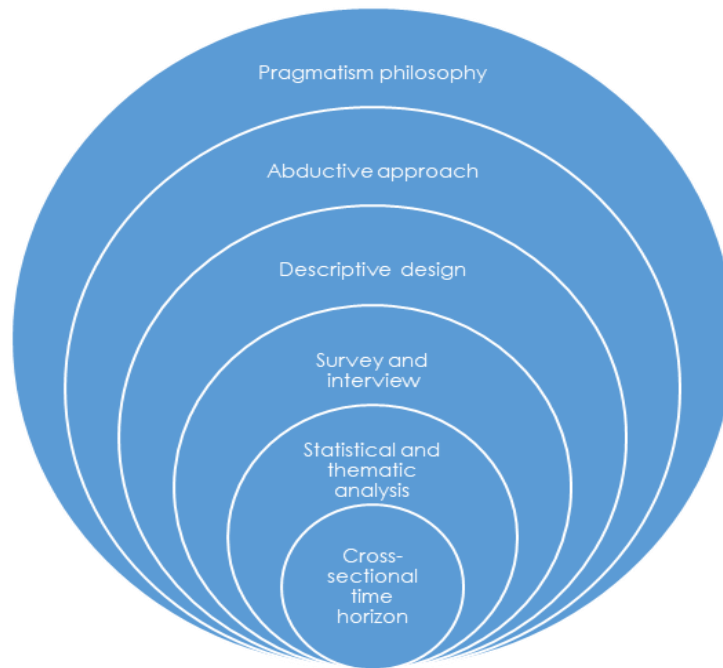 Pragmatism philosophy
Abductive approach
Descriptive design
Survey and
interview
Statistical and
thematic
analysis
Cross-
sectional
time
horizon